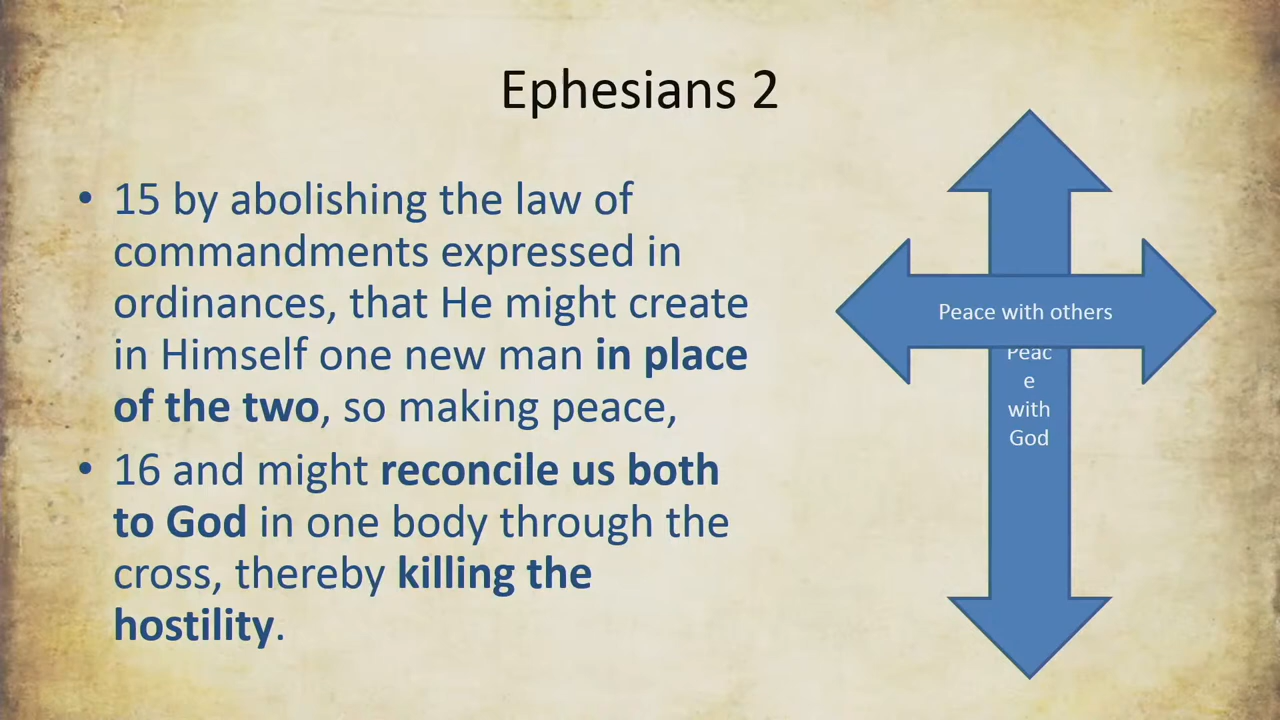 Ephesians 2
• 15 by abolishing the law of
commandments expressed in
ordinances, that He might create
in Himself one new man in place
of the two, so making peace,
• 16 and might reconcile us both
to God in one body through the
cross, thereby killing the
hostility.
Peace with others
Peac
e
with
God